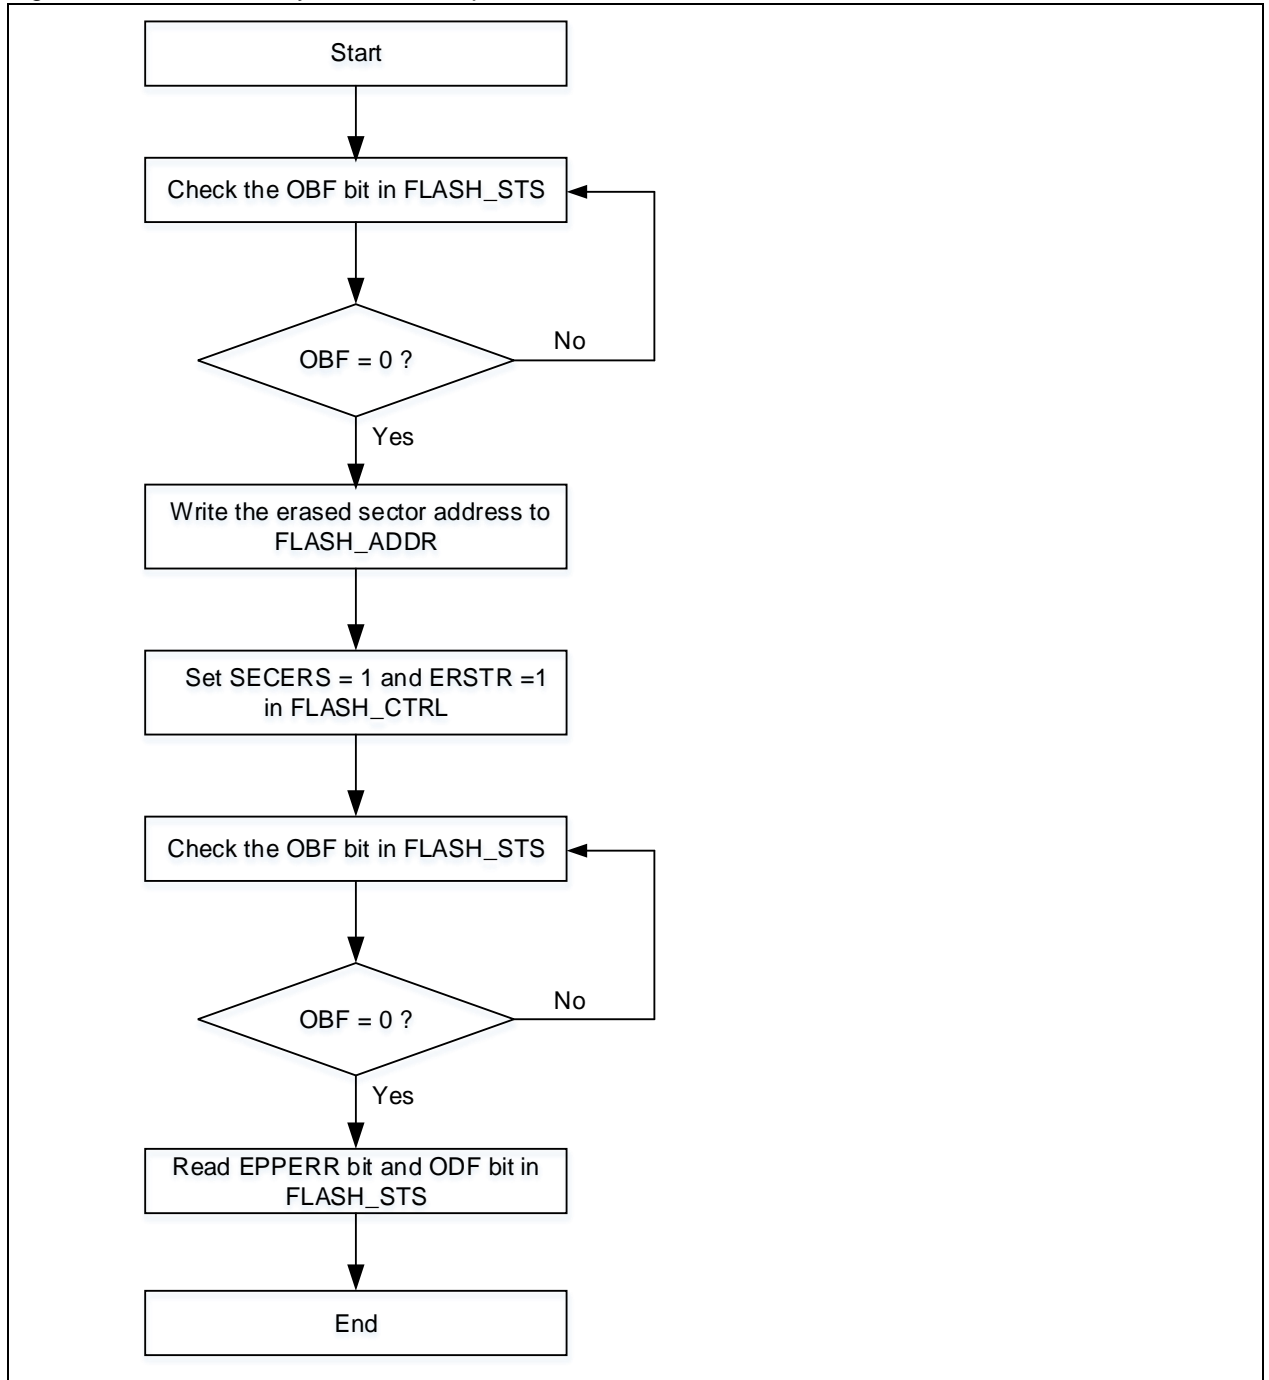 Start
Check the OBF bit in FLASH_STS
OBF = 0 ?
No
Yes
Write the erased sector address to
FLASH_ADDR
Set SECERS = 1 and ERSTR =1
in FLASH_CTRL
Check the OBF bit in FLASH_STS
OBF = 0 ?
No
Yes
Read EPPERR bit and ODF bit in
FLASH_STS
End